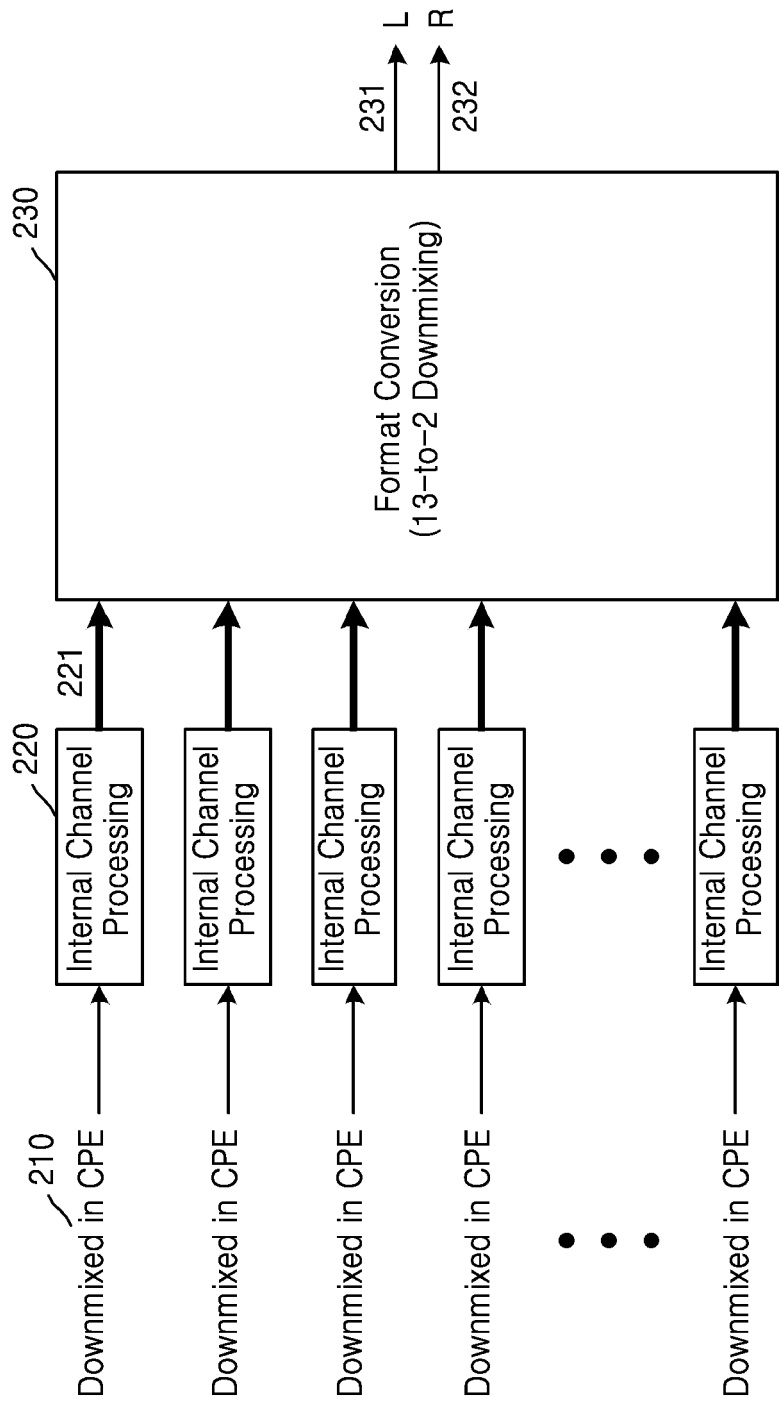 210
Downmixed in CPE
Downmixed in CPE
Downmixed in CPE
Downmixed in CPE
Downmixed in CPE
220
Internal Channel
Processing
221
Internal Channel
Processing
Internal Channel
Processing
Internal Channel
Processing
Internal Channel
Processing
230
Format Conversion
(13-to-2 Downmixing)
231
L
232
R